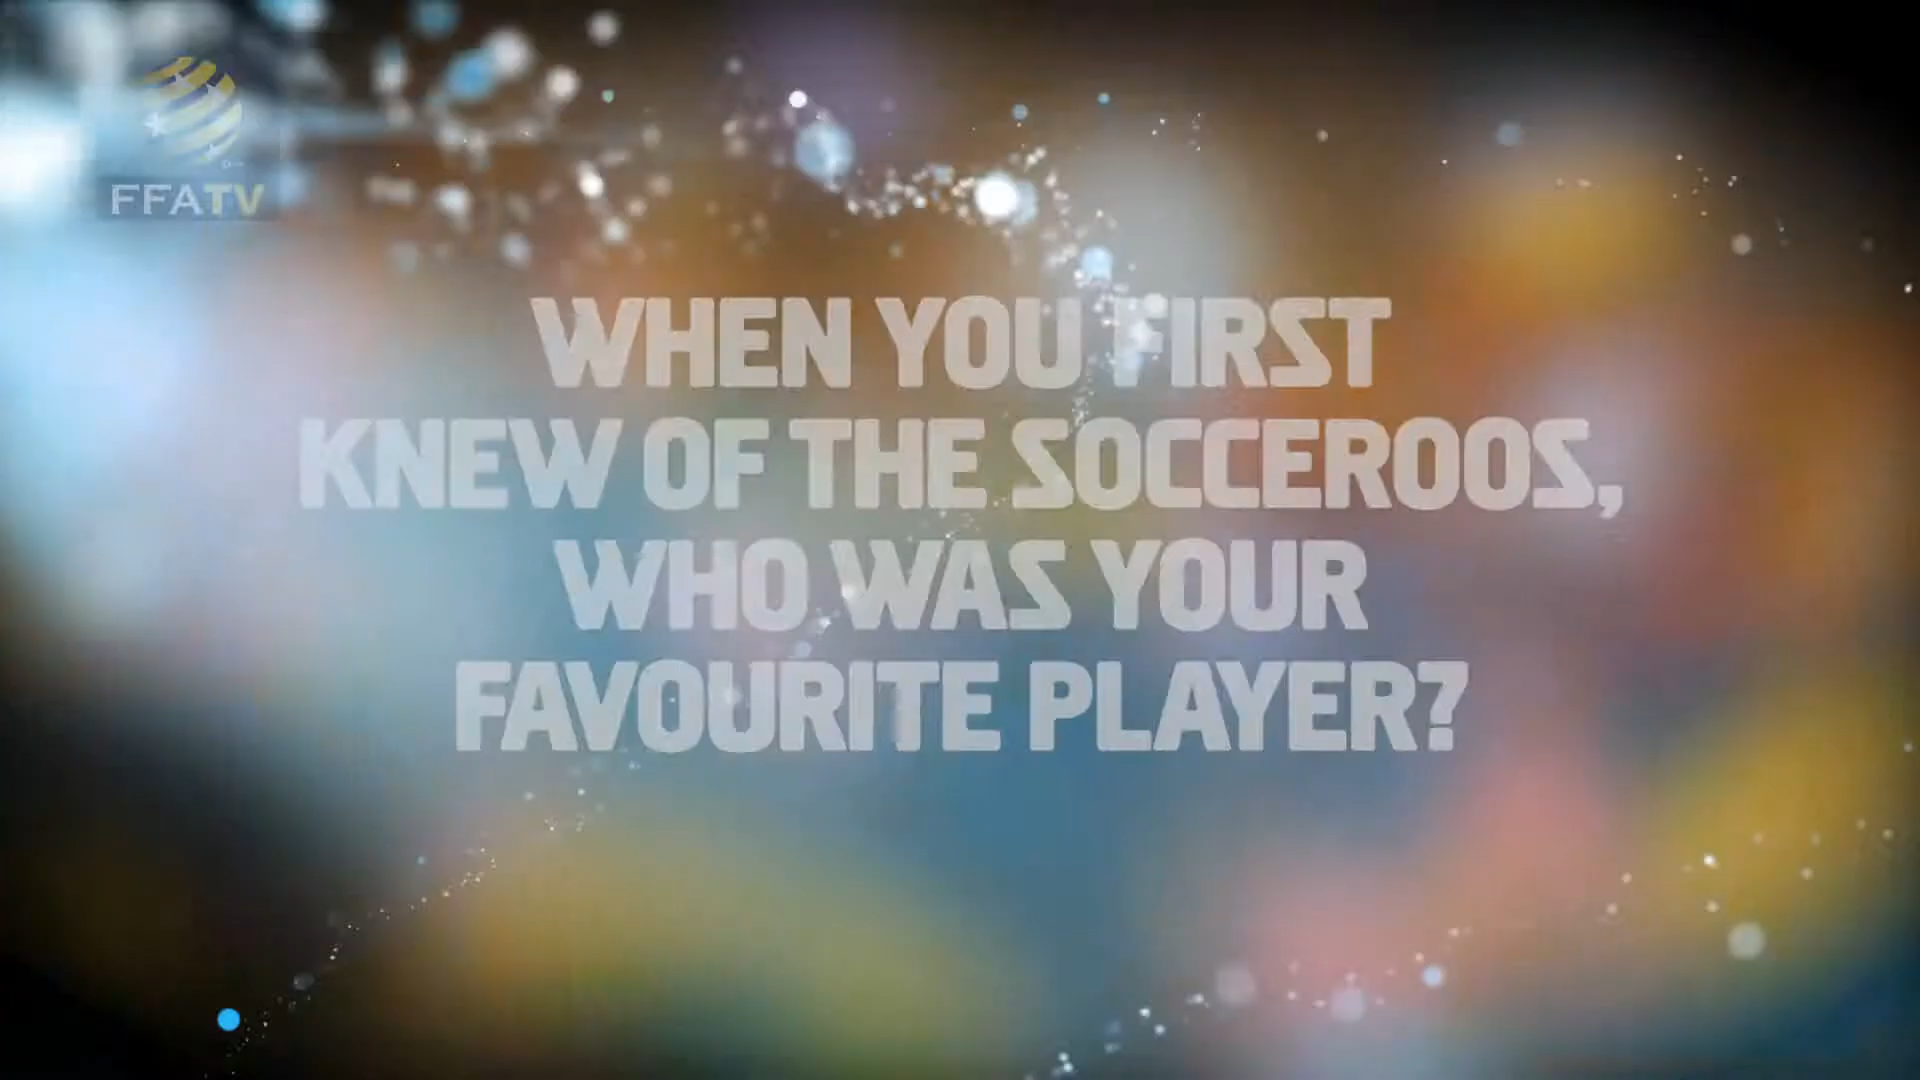 FFATV
WHEN YOU FIRST
KNEW OF THE SOCCEROOS,
WHO WAS YOUR
FAVOURITE PLAYER?